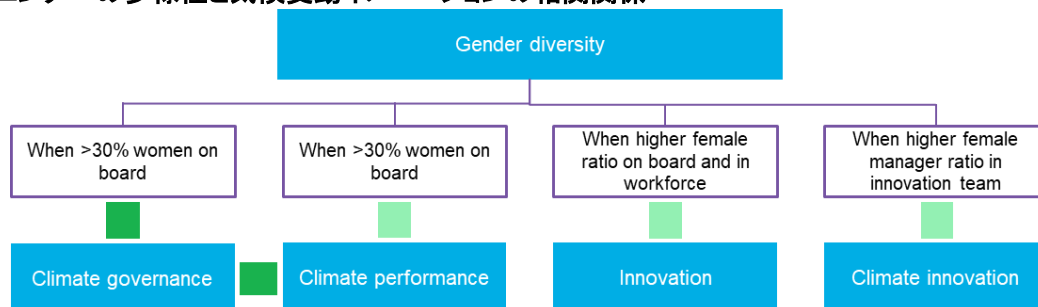 Gender diversity
When >30% women on
board
When >30% women on
board
When higher female
ratio on board and in
workforce
When higher female
manager ratio in
innovation team
Climate governance
Climate performance
Innovation
Climate innovation